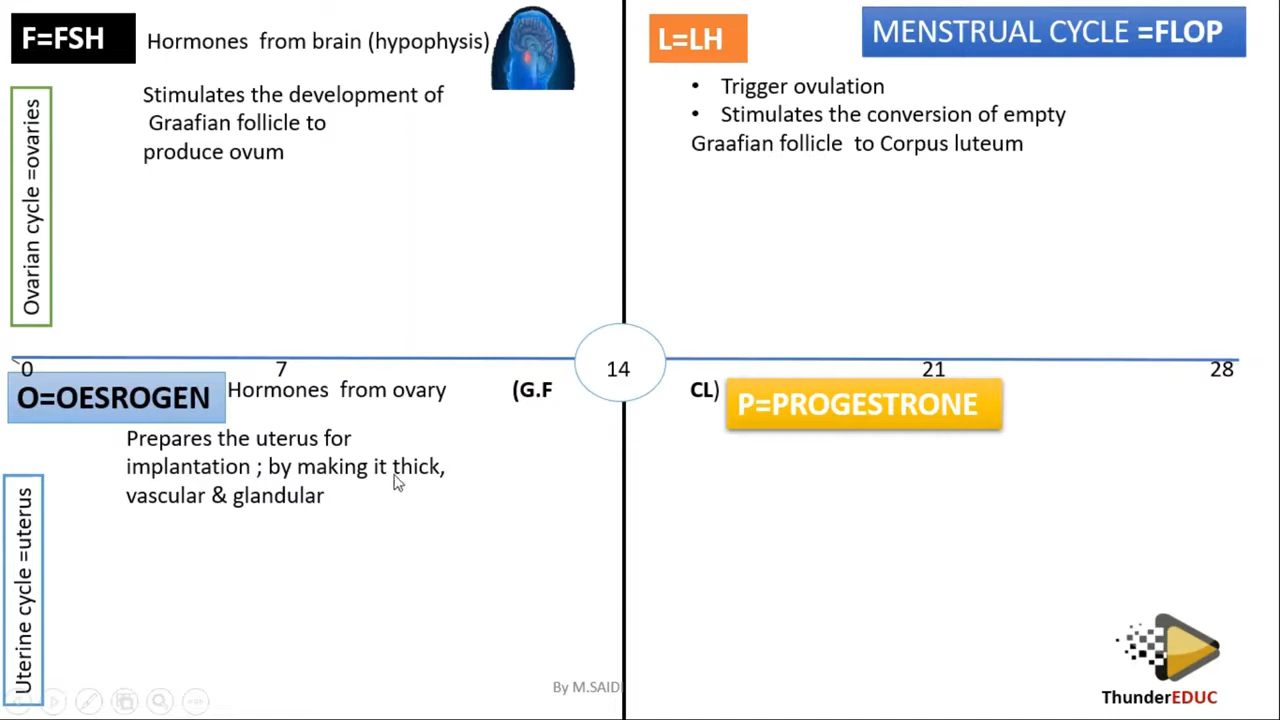 F=FSH
Hormones from brain (hypophysis)
Stimulates the development of
Graafian follicle to
produce ovum
Ovarian cycle =ovaries
L=LH
MENSTRUAL CYCLE =FLOP
• Trigger ovulation
• Stimulates the conversion of empty
Graafian follicle to Corpus luteum
0 7 14 21 28
O=OESROGEN
Hormones from ovary (G.F CL)
P=PROGESTRONE
Prepares the uterus for
implantation ; by making it thick,
vascular & glandular
Uterine cycle =uterus
By M.SAIDI
ThunderEDUC